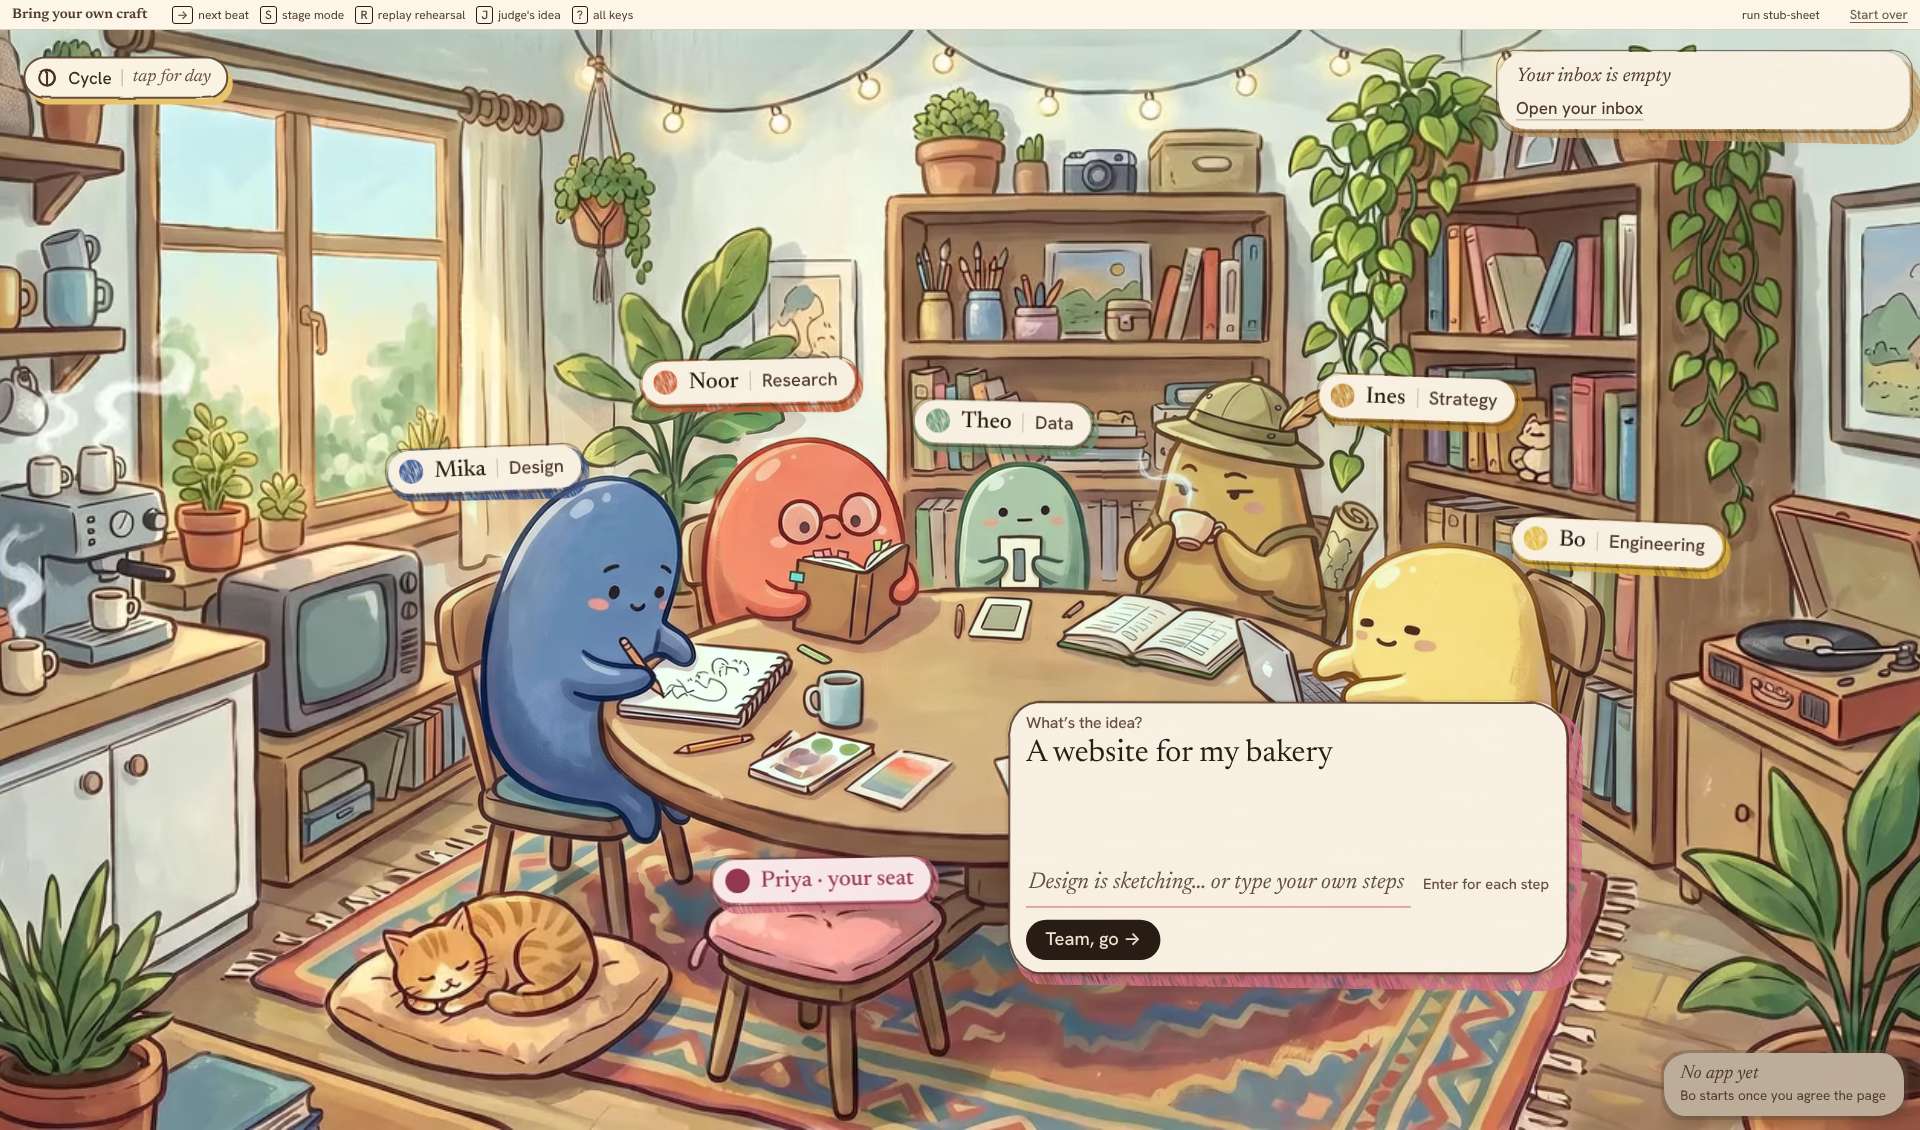 Bring your own craft → next beat S stage mode R replay rehearsal J judge's idea ? all keys run stub-sheet Start over
Cycle tap for day
Your inbox is empty
Open your inbox
Noor Research
Theo Data
Ines Strategy
Mika Design
Bo Engineering
What's the idea?
A website for my bakery
Priya · your seat
Design is sketching... or type your own steps Enter for each step
Team, go →
No app yet
Bo starts once you agree the page